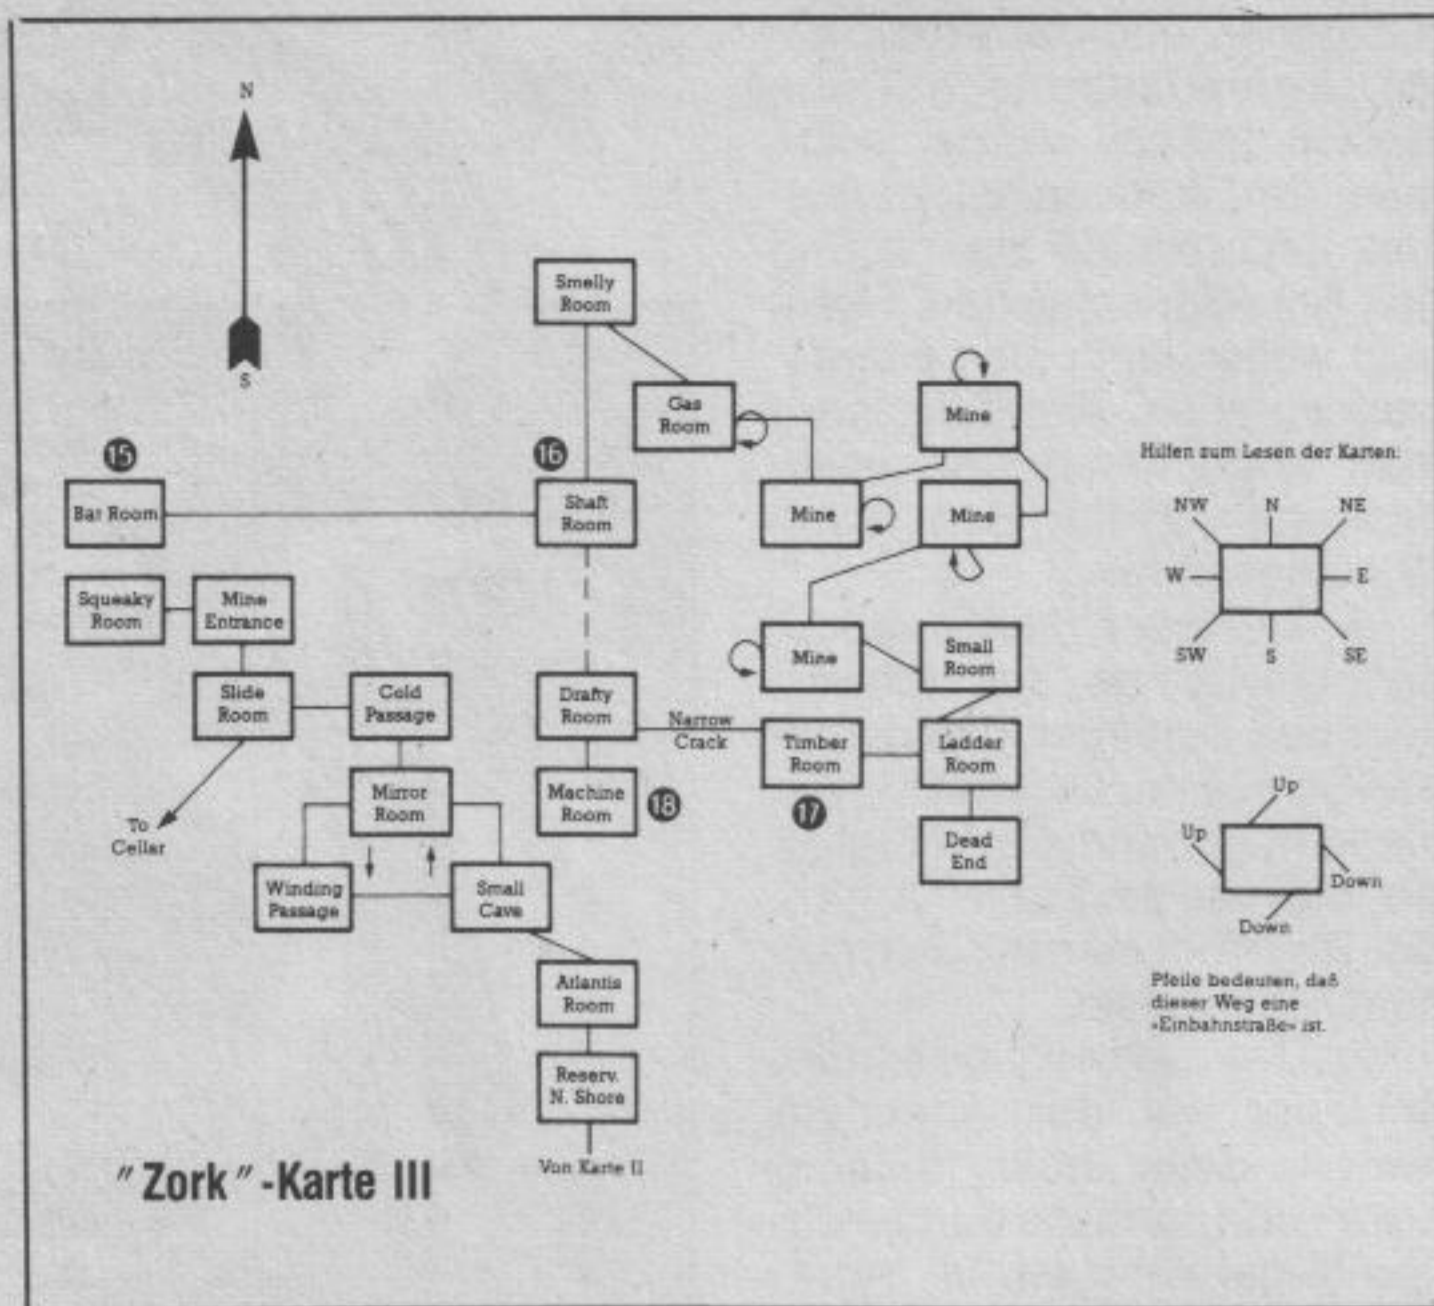 N
S
Smelly
Room
Gas
Room
Mine
Hilfen zum Lesen der Karten:
15
Bar Room
16
Shaft
Room
Mine
Mine
NW N NE
W E
SW S SE
Squeaky
Room
Mine
Entrance
Mine
Small
Room
Slide
Room
Cold
Passage
Drafty
Room
Narrow
Crack
Timber
Room
17
Ladder
Room
Mirror
Room
Machine
Room
18
To
Cellar
Dead
End
Up
Up
Down
Down
Winding
Passage
Small
Cave
Atlantis
Room
Pfeile bedeuten, daß
dieser Weg eine
»Einbahnstraße« ist.
Reserv.
N. Shore
Von Karte II
"Zork"-Karte III